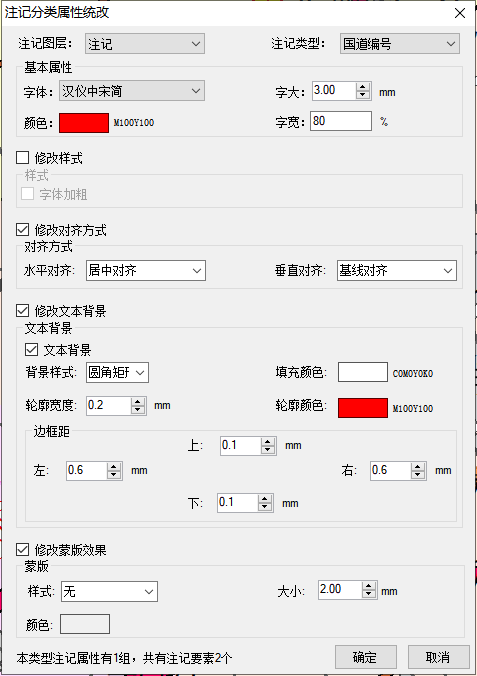 注记分类属性统改
注记图层: 注记 注记类型: 国道编号
基本属性
字体: 汉仪中宋简 字大: 3.00 mm
颜色: M100Y100 字宽: 80 %
修改样式
样式
字体加粗
修改对齐方式
对齐方式
水平对齐: 居中对齐 垂直对齐: 基线对齐
修改文本背景
文本背景
文本背景
背景样式: 圆角矩形 填充颜色: C0M0Y0K0
轮廓宽度: 0.2 mm 轮廓颜色: M100Y100
边框距
上: 0.1 mm
左: 0.6 mm 右: 0.6 mm
下: 0.1 mm
修改蒙版效果
蒙版
样式: 无 大小: 2.00 mm
颜色:
本类型注记属性有1组，共有注记要素2个 确定 取消